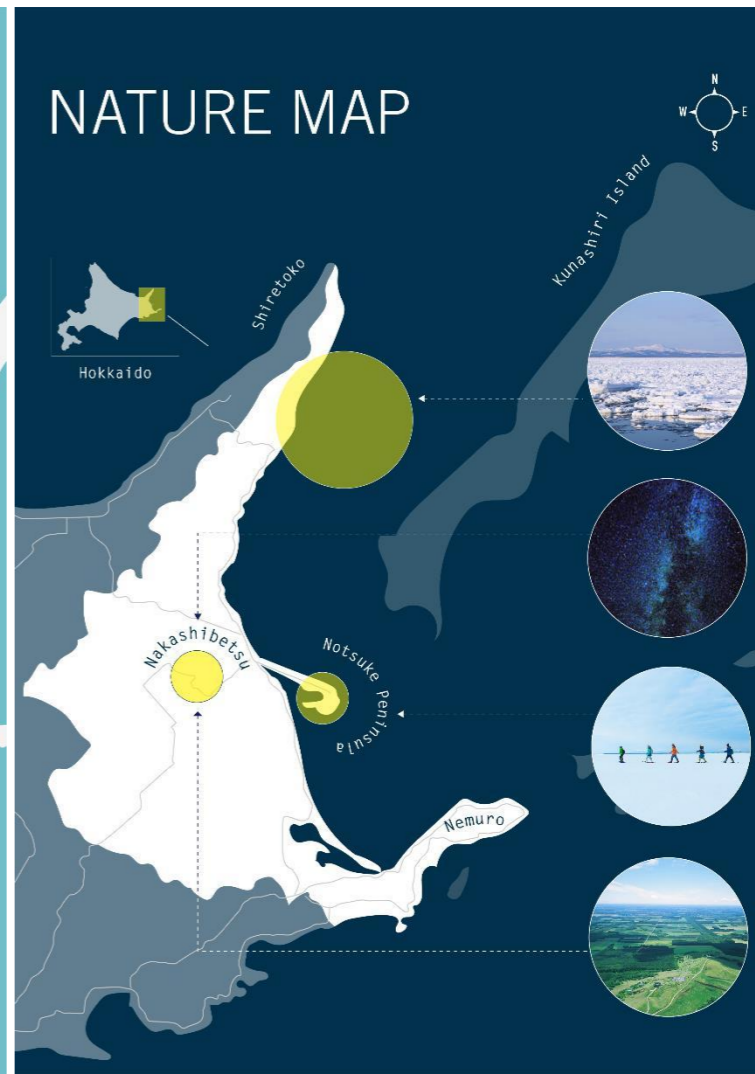 NATURE MAP
N
W E
S
Kunashiri Island
Shiretoko
Hokkaido
Nakashibetsu
Notsuke Peninsula
Nemuro